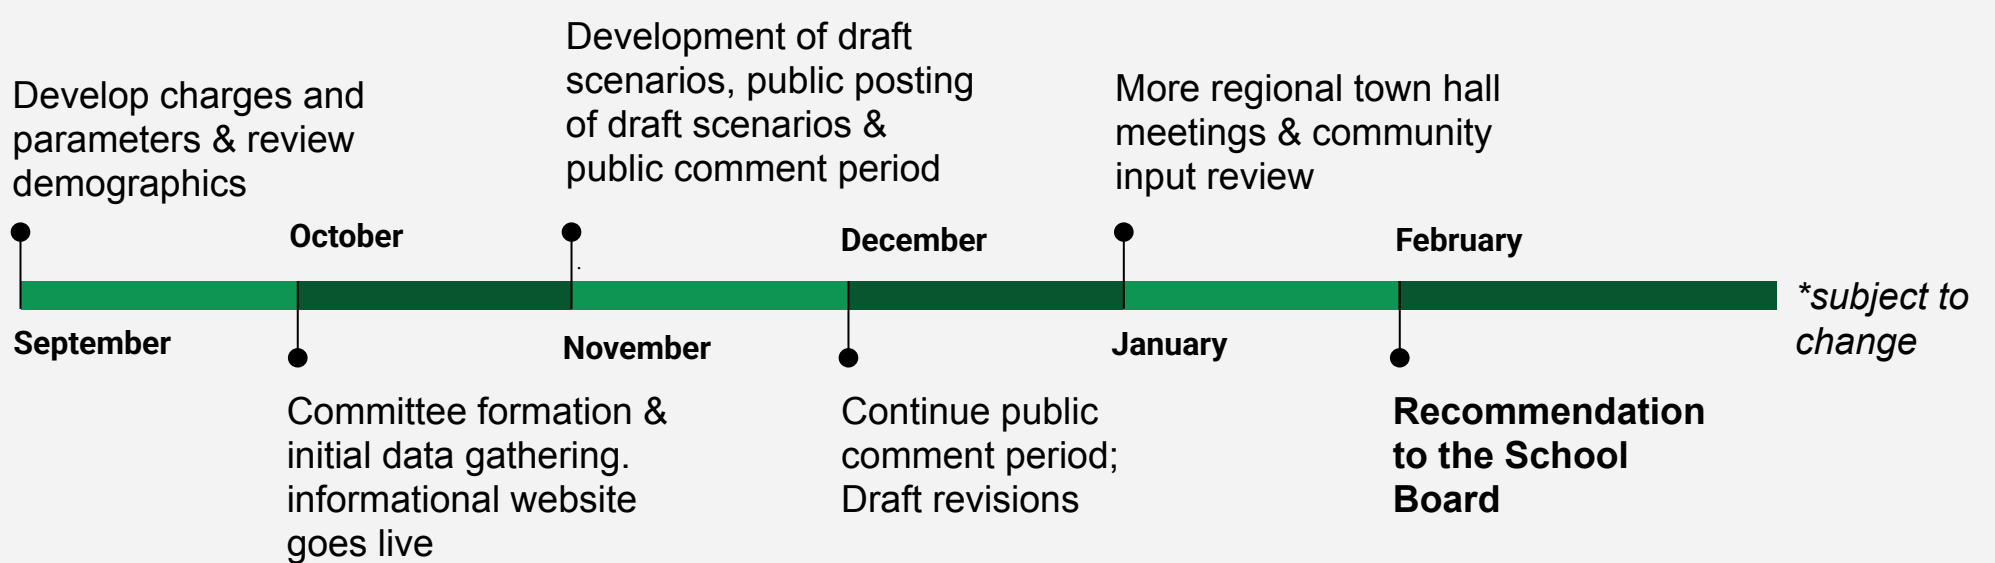 Develop charges and
parameters & review
demographics
September
October
Committee formation &
initial data gathering.
informational website
goes live
Development of draft
scenarios, public posting
of draft scenarios &
public comment period
November
December
Continue public
comment period;
Draft revisions
More regional town hall
meetings & community
input review
January
February
Recommendation
to the School
Board
*subject to
change